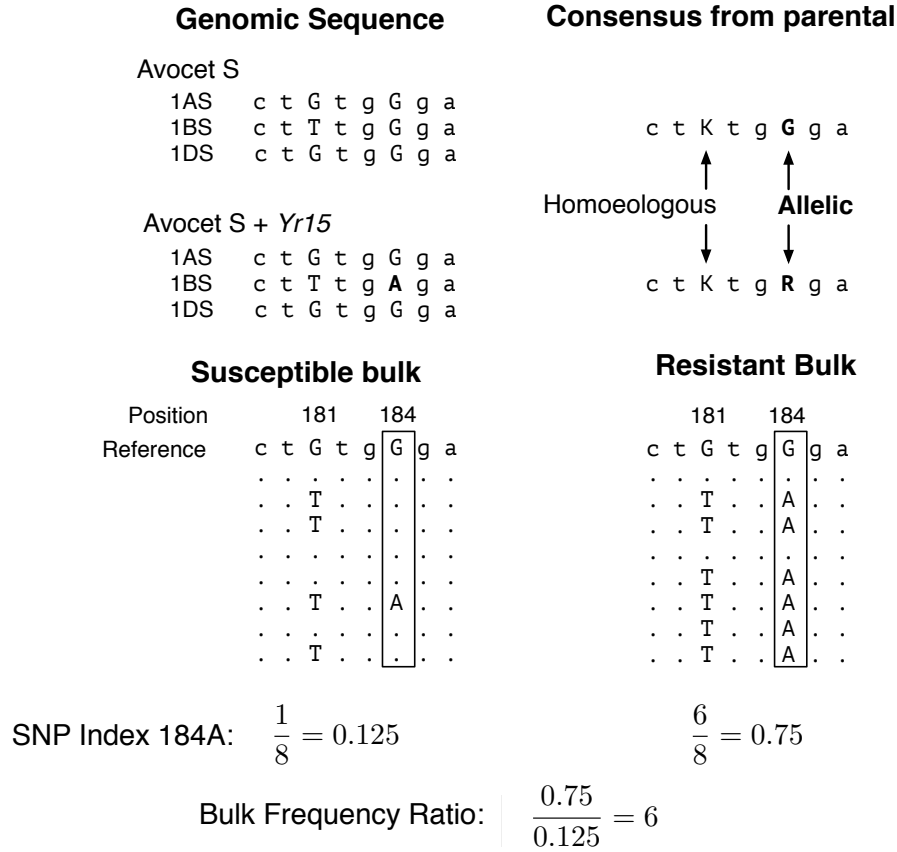 Genomic Sequence
Consensus from parental
Avocet S
1AS c t G t g G g a
1BS c t T t g G g a
1DS c t G t g G g a
c t K t g G g a
Homoeologous Allelic
Avocet S + Yr15
1AS c t G t g G g a
1BS c t T t g A g a
1DS c t G t g G g a
c t K t g R g a
Susceptible bulk
Position 181 184
Reference c t G t g G g a
. . . . . . . .
. . T . . . . .
. . T . . . . .
. . . . . . . .
. . . . . . . .
. . T . . A . .
. . . . . . . .
. . T . . . . .
Resistant Bulk
181 184
c t G t g G g a
. . . . . . . .
. . T . . A . .
. . T . . A . .
. . . . . . . .
. . T . . A . .
. . T . . A . .
. . T . . A . .
. . T . . A . .
SNP Index 184A: 1/8 = 0.125
6/8 = 0.75
Bulk Frequency Ratio: 0.75/0.125 = 6